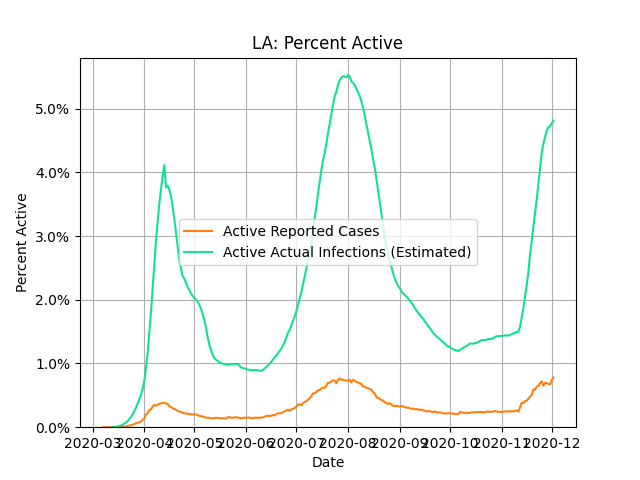 LA: Percent Active
Percent Active
5.0%
4.0%
3.0%
2.0%
1.0%
0.0%
Active Reported Cases
Active Actual Infections (Estimated)
2020-03 2020-04 2020-05 2020-06 2020-07 2020-08 2020-09 2020-10 2020-11 2020-12
Date